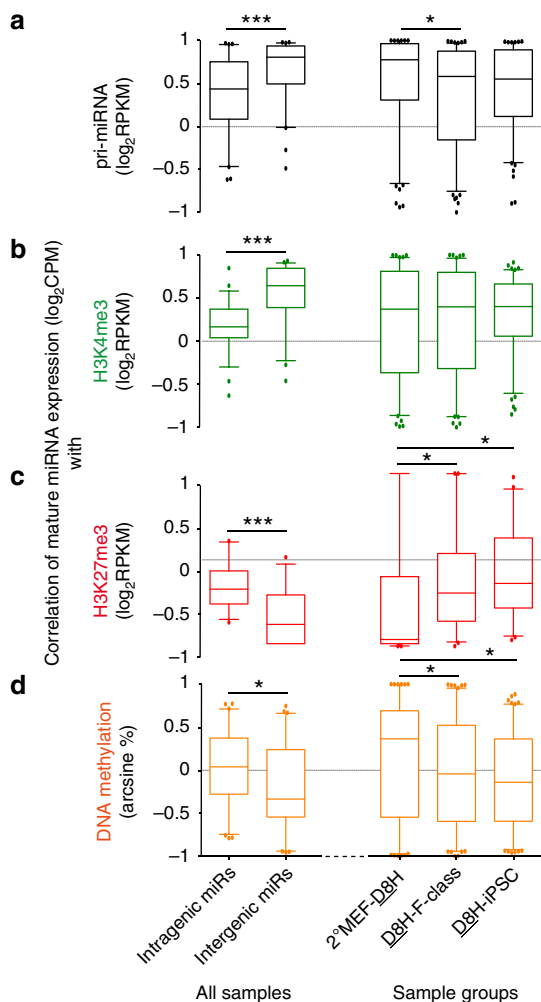 Correlation of mature miRNA expression (log₂CPM)
with
a
pri-miRNA
(log₂RPKM)
1
0.5
0
–0.5
–1
***
*
b
H3K4me3
(log₂RPKM)
1
0.5
0
–0.5
–1
***
c
H3K27me3
(log₂RPKM)
1
0.5
0
–0.5
–1
***
*
*
d
DNA methylation
(arcsine %)
1
0.5
0
–0.5
–1
*
*
*
Intragenic miRs
Intergenic miRs
2°MEF-D8H
D8H-F-class
D8H-iPSC
All samples
Sample groups